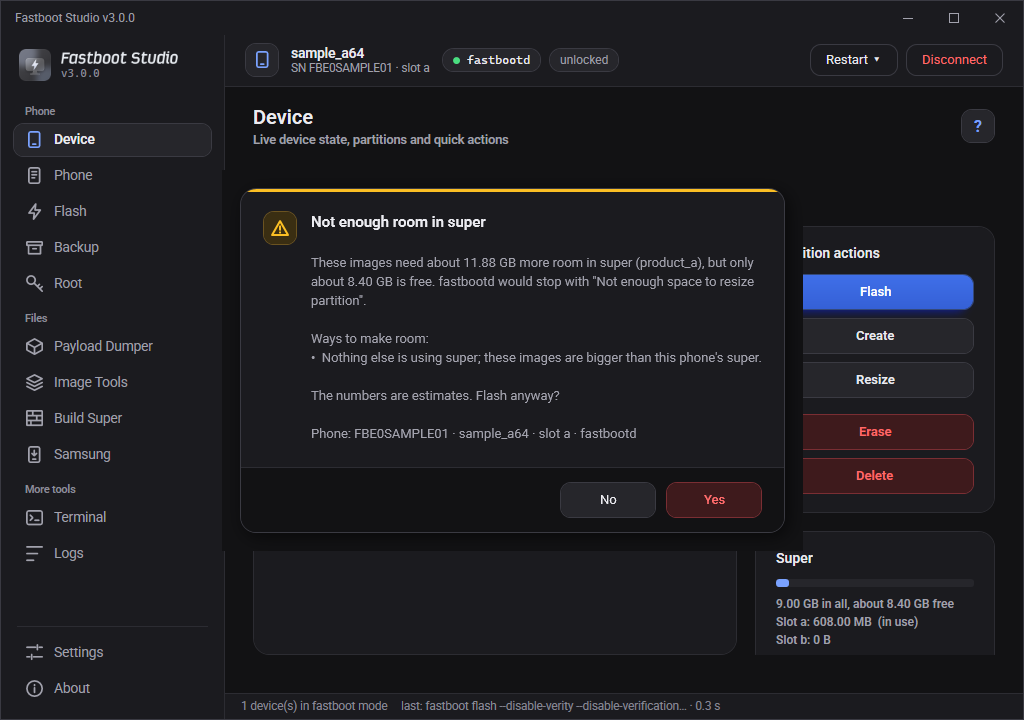 Fastboot Studio v3.0.0
Fastboot Studio
v3.0.0
Phone
Device
Phone
Flash
Backup
Root
Files
Payload Dumper
Image Tools
Build Super
Samsung
More tools
Terminal
Logs
Settings
About
sample_a64
SN FBE0SAMPLE01 · slot a
fastbootd
unlocked
Restart ▾
Disconnect
Device
Live device state, partitions and quick actions
?
Not enough room in super
These images need about 11.88 GB more room in super (product_a), but only
about 8.40 GB is free. fastbootd would stop with "Not enough space to resize
partition".
Ways to make room:
• Nothing else is using super; these images are bigger than this phone's super.
The numbers are estimates. Flash anyway?
Phone: FBE0SAMPLE01 · sample_a64 · slot a · fastbootd
No
Yes
ition actions
Flash
Create
Resize
Erase
Delete
Super
9.00 GB in all, about 8.40 GB free
Slot a: 608.00 MB (in use)
Slot b: 0 B
1 device(s) in fastboot mode last: fastboot flash --disable-verity --disable-verification… · 0.3 s